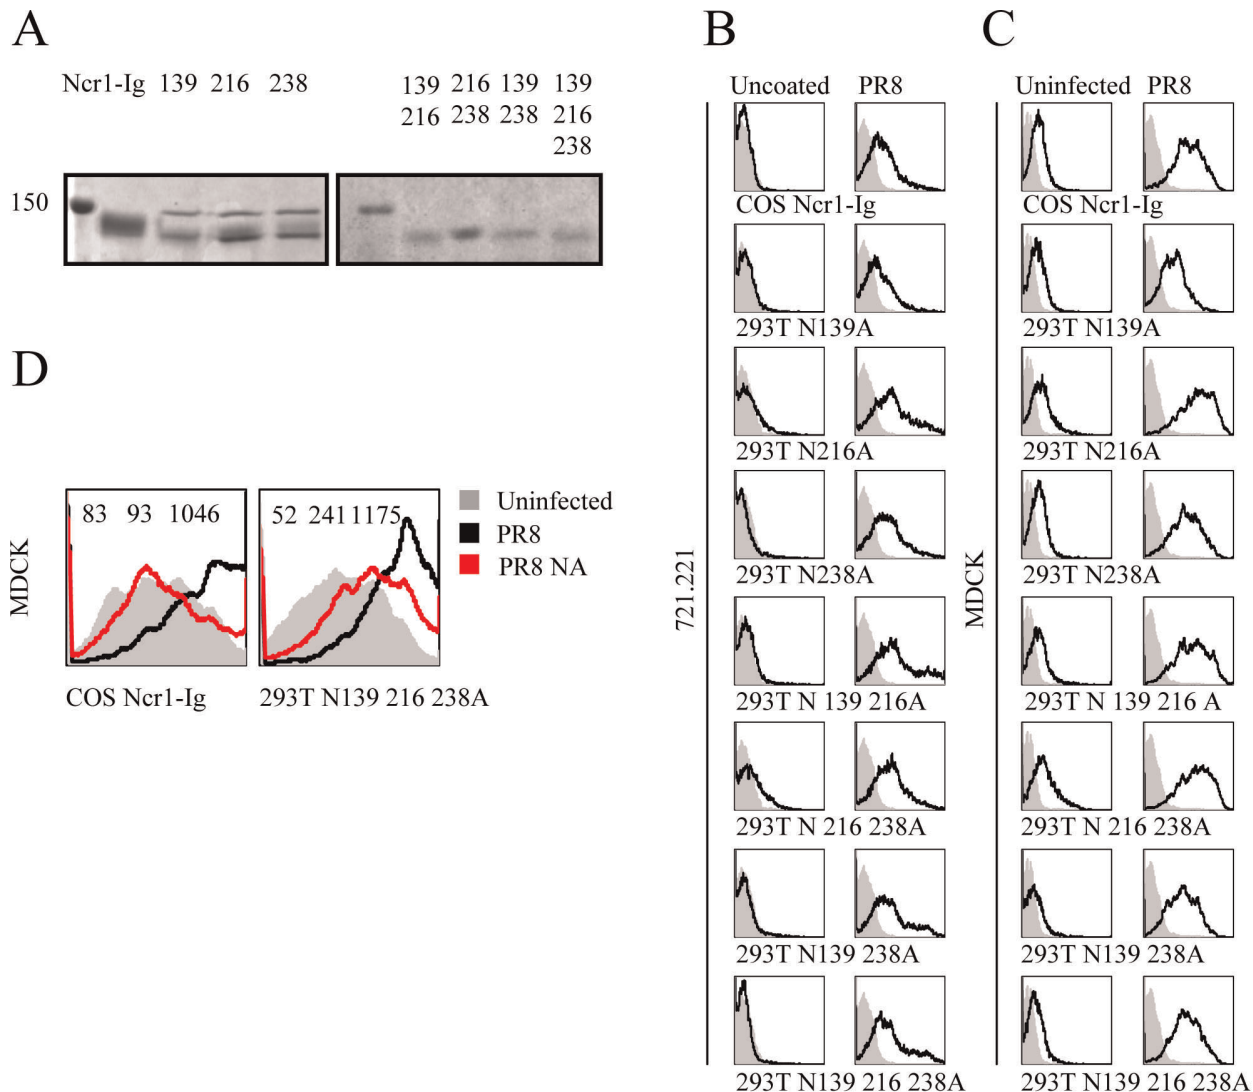 A
Ncr1-Ig 139 216 238
139 216 139 139
216 238 238 216
238
150
B
Uncoated PR8
COS Ncr1-Ig
293T N139A
293T N216A
293T N238A
293T N 139 216A
293T N 216 238A
293T N139 238A
293T N139 216 238A
721.221
C
Uninfected PR8
COS Ncr1-Ig
293T N139A
293T N216A
293T N238A
293T N 139 216 A
293T N 216 238A
293T N139 238A
293T N139 216 238A
MDCK
D
83 93 1046
52 241 1175
Uninfected
PR8
PR8 NA
MDCK
COS Ncr1-Ig
293T N139 216 238A